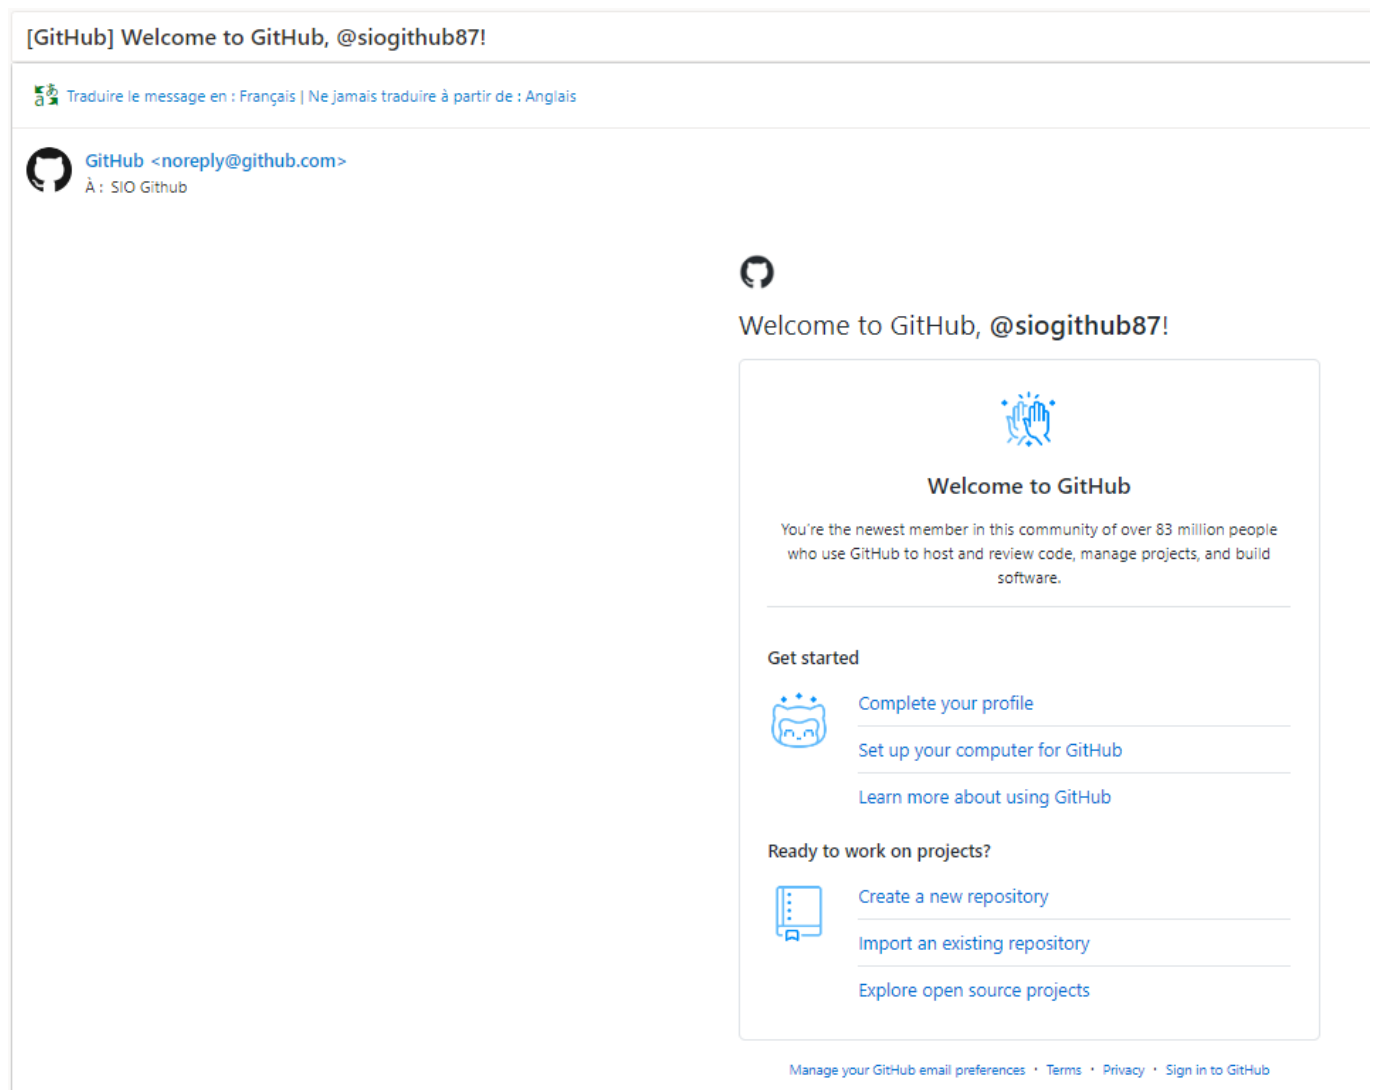 [GitHub] Welcome to GitHub, @siogithub87!
Traduire le message en : Français | Ne jamais traduire à partir de : Anglais
GitHub <noreply@github.com>
À : SIO Github
Welcome to GitHub, @siogithub87!
Welcome to GitHub
You're the newest member in this community of over 83 million people
who use GitHub to host and review code, manage projects, and build
software.
Get started
Complete your profile
Set up your computer for GitHub
Learn more about using GitHub
Ready to work on projects?
Create a new repository
Import an existing repository
Explore open source projects
Manage your GitHub email preferences · Terms · Privacy · Sign in to GitHub